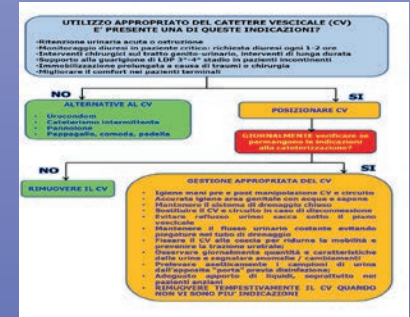 UTILIZZO APPROPRIATO DEL CATETERE VESCICALE (CV)
E' PRESENTE UNA DI QUESTE INDICAZIONI?
-Ritenzione urinaria acuta o ostruzione
-Monitoraggio diuresi in paziente critico: richiesta diuresi ogni 1-2 ore
-Interventi chirurgici sul tratto genito-urinario, interventi di lunga durata
-Supporto alla guarigione di LDP 3°-4° stadio in pazienti incontinenti
-Immobilizzazione prolungata a causa di traumi o chirurgia
-Migliorare il comfort nei pazienti terminali
NO
SI
ALTERNATIVE AL CV
- Urocondom
- Cateterismo intermittente
- Pannolone
- Pappagallo, comoda, padella
POSIZIONARE CV
GIORNALMENTE verificare se
permangono le indicazioni
alla cateterizzazione?
NO
SI
RIMUOVERE IL CV
GESTIONE APPROPRIATA DEL CV
• Igiene mani pre e post manipolazione CV e circuito
• Accurata igiene area genitale con acqua e sapone
• Mantenere il sistema di drenaggio chiuso
• Sostituire il CV e circuito in caso di disconnessione
• Evitare reflusso urine: sacca sotto il piano
vescicale
• Mantenere il flusso urinario costante evitando
piegature nel tubo di drenaggio
• Fissare il CV alla coscia per ridurne la mobilità e
prevenire la trazione uretrale;
• Osservare giornalmente quantità e caratteristiche
delle urine e segnalare anomalie / cambiamenti
• Prelevare asetticamente i campioni di urina
dall'apposita "porta" previa disinfezione;
• Adeguato apporto di liquidi, soprattutto nei
pazienti anziani
• RIMUOVERE TEMPESTIVAMENTE IL CV QUANDO
NON VI SONO PIU' INDICAZIONI